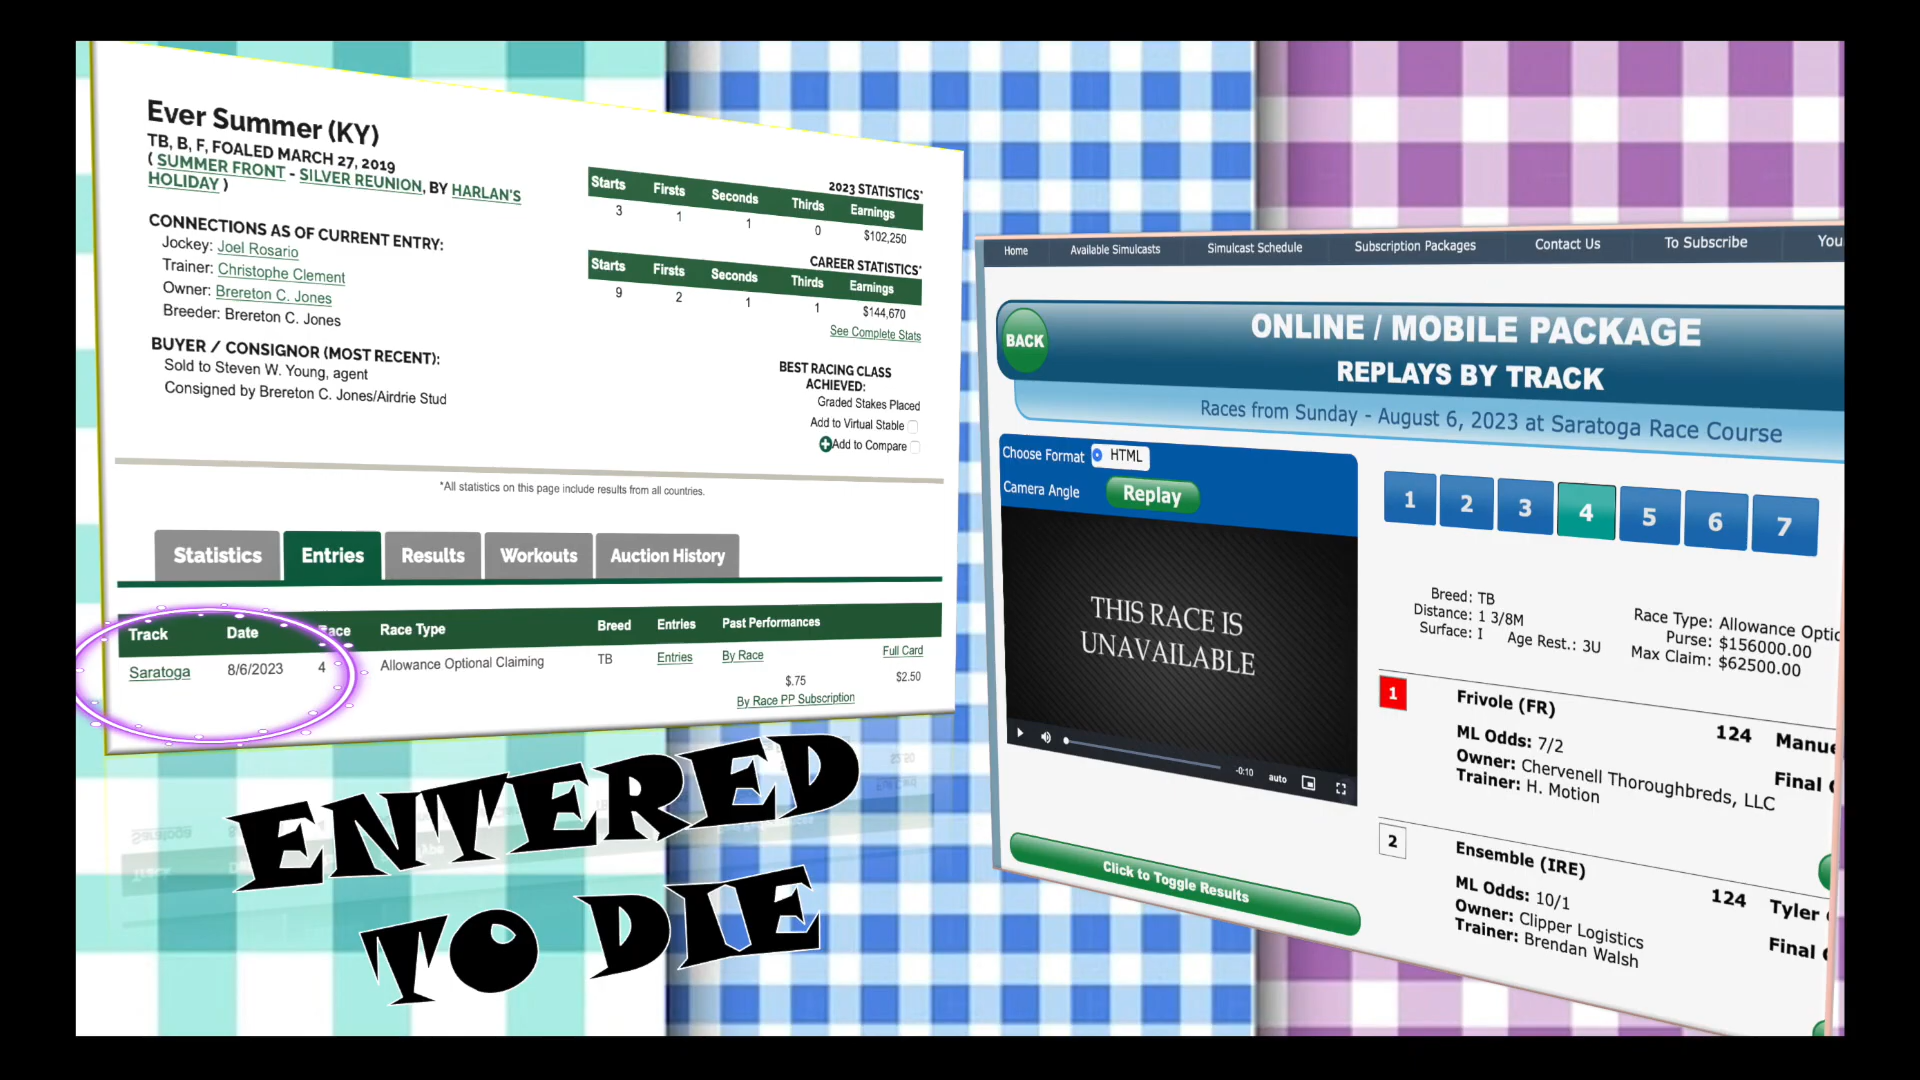 Ever Summer (KY)
TB, B, F, FOALED MARCH 27, 2019
( SUMMER FRONT - SILVER REUNION, BY HARLAN'S
HOLIDAY )
CONNECTIONS AS OF CURRENT ENTRY:
Jockey: Joel Rosario
Trainer: Christophe Clement
Owner: Brereton C. Jones
Breeder: Brereton C. Jones
BUYER / CONSIGNOR (MOST RECENT):
Sold to Steven W. Young, agent
Consigned by Brereton C. Jones/Airdrie Stud
2023 STATISTICS*
Starts Firsts Seconds Thirds Earnings
3 1 1 0 $102,250
CAREER STATISTICS*
Starts Firsts Seconds Thirds Earnings
9 2 1 1 $144,670
See Complete Stats
BEST RACING CLASS
ACHIEVED:
Graded Stakes Placed
Add to Virtual Stable
Add to Compare
*All statistics on this page include results from all countries.
Statistics Entries Results Workouts Auction History
Track Date Race Race Type Breed Entries Past Performances
Saratoga 8/6/2023 4 Allowance Optional Claiming TB Entries By Race Full Card
$.75 $2.50
By Race PP Subscription
ENTERED
TO DIE
Home Available Simulcasts Simulcast Schedule Subscription Packages Contact Us To Subscribe You
BACK
ONLINE / MOBILE PACKAGE
REPLAYS BY TRACK
Races from Sunday - August 6, 2023 at Saratoga Race Course
Choose Format HTML
Camera Angle Replay
THIS RACE IS
UNAVAILABLE
-0:10 auto
Click to Toggle Results
1 2 3 4 5 6 7
Breed: TB
Distance: 1 3/8M
Surface: I Age Rest.: 3U
Race Type: Allowance Optic
Purse: $156000.00
Max Claim: $62500.00
1 Frivole (FR) 124 Manue
ML Odds: 7/2
Owner: Chervenell Thoroughbreds, LLC
Trainer: H. Motion
Final
2 Ensemble (IRE) 124 Tyler
ML Odds: 10/1
Owner: Clipper Logistics
Trainer: Brendan Walsh
Final